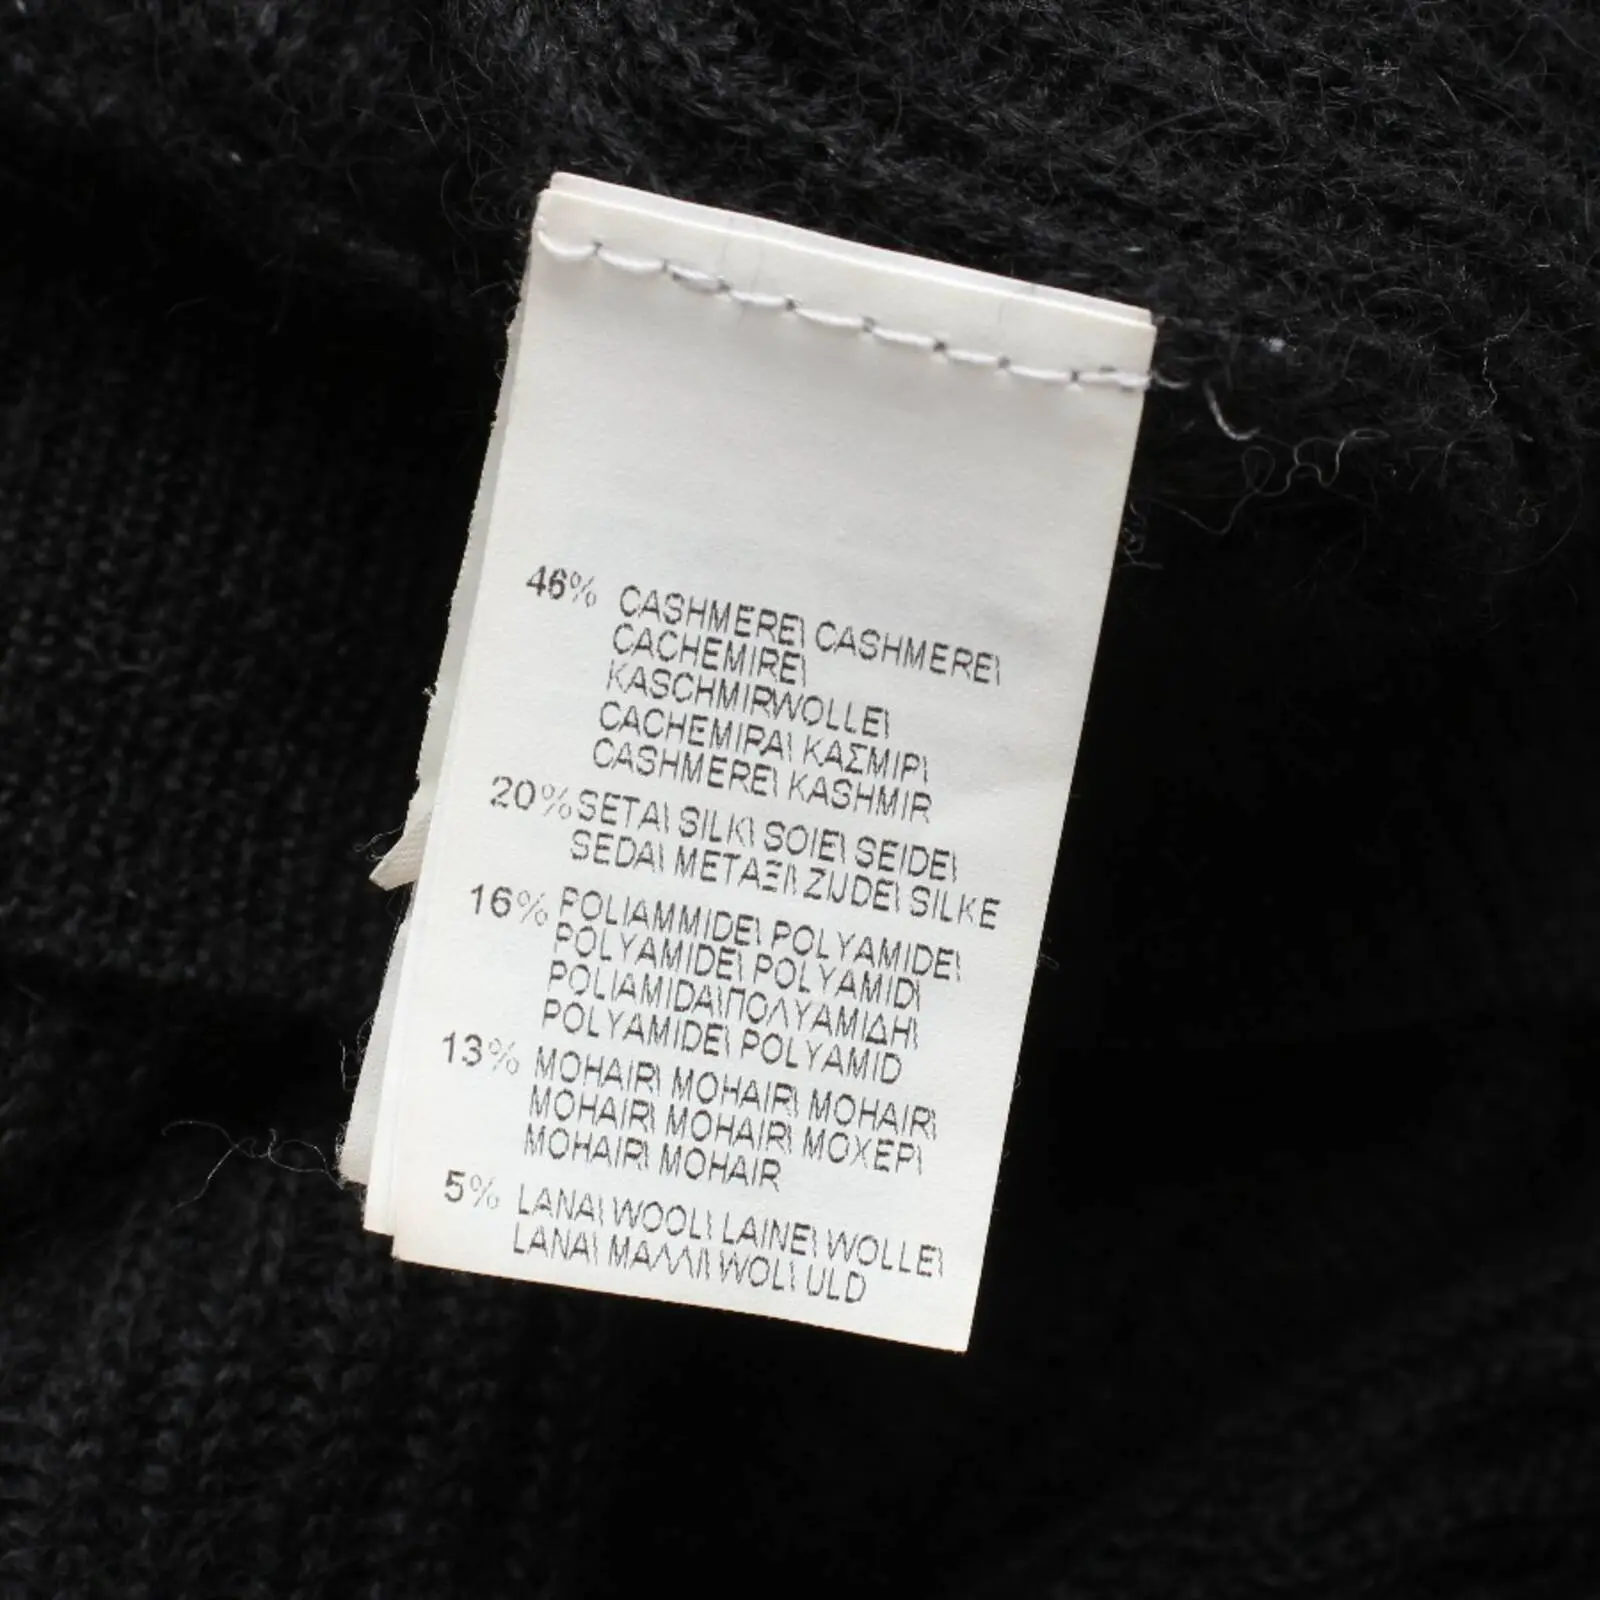 46% CASHMERE\ CASHMERE\
CACHEMIRE\
KASCHMIRWOLLE\
CACHEMIRA\ ΚΑΣΜΙΡ\
CASHMERE\ KASHMIR
20% SETA\ SILK\ SOIE\ SEIDE\
SEDA\ ΜΕΤΑΞΙ\ ZIJDE\ SILKE
16% POLIAMMIDE\ POLYAMIDE\
POLYAMIDE\ POLYAMID\
POLIAMIDA\ΠΟΛΥΑΜΙΔΗ\
POLYAMIDE\ POLYAMID
13% MOHAIR\ MOHAIR\ MOHAIR\
MOHAIR\ MOHAIR\ ΜΟΧΕΡ\
MOHAIR\ MOHAIR
5% LANA\ WOOL\ LAINE\ WOLLE\
LANA\ ΜΑΛΛΙ\ WOL\ ULD